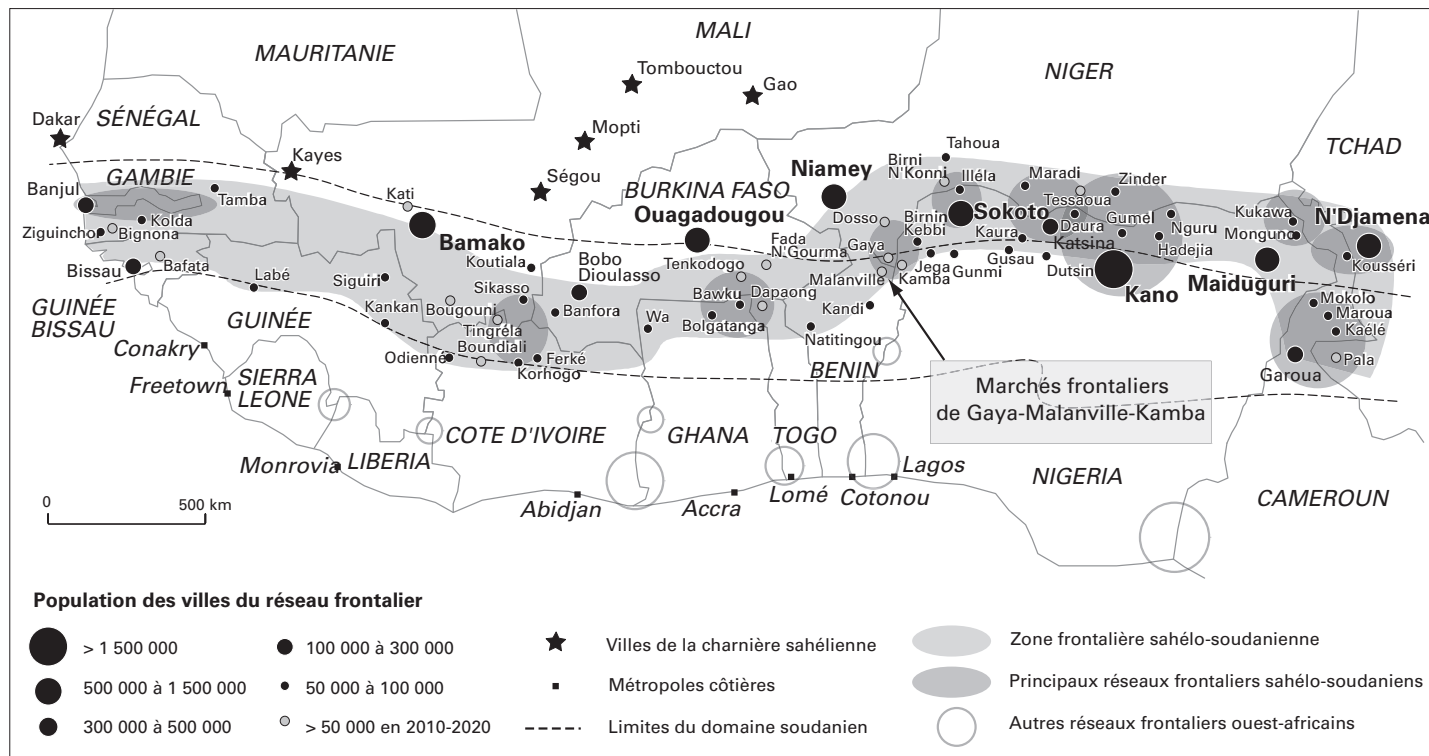 MALI
MAURITANIE
Tombouctou
Gao
NIGER
Dakar
SÉNÉGAL
Mopti
TCHAD
Kayes
Tahoua
Ségou
Niamey
Birni
N'Konni
Illéla
Maradi
Zinder
Banjul
GAMBIE
Tamba
Kati
BURKINA FASO
Ouagadougou
Dosso
Sokoto
Tessaoua
Kukawa
N'Djamena
Kolda
Ziguinchor
Bignona
Bamako
Fada
N'Gourma
Birnin
Kebbi
Gaya
Kaura
Daura
Katsina
Gumel
Nguru
Hadejia
Monguno
Bissau
Bafata
Labé
Siguiri
Koutiala
Bobo
Dioulasso
Tenkodogo
Malanville
Jega
Kamba
Gunmi
Gusau
Dutsin
Kousséri
Maiduguri
Kano
GUINÉE
BISSAU
GUINÉE
Kankan
Bougouni
Sikasso
Banfora
Wa
Bawku
Dapaong
Bolgatanga
Kandi
Natitingou
Mokolo
Maroua
Kaélé
Tingréla
Boundiali
Odienné
Ferké
Korhogo
Pala
Garoua
Conakry
Freetown
SIERRA
LEONE
BENIN
Marchés frontaliers
de Gaya-Malanville-Kamba
Monrovia
LIBERIA
COTE D'IVOIRE
GHANA
TOGO
Lagos
NIGERIA
CAMEROUN
Abidjan
Accra
Lomé
Cotonou
0
500 km
Population des villes du réseau frontalier
> 1 500 000
500 000 à 1 500 000
300 000 à 500 000
100 000 à 300 000
50 000 à 100 000
> 50 000 en 2010-2020
Villes de la charnière sahélienne
Métropoles côtières
Limites du domaine soudanien
Zone frontalière sahélo-soudanienne
Principaux réseaux frontaliers sahélo-soudaniens
Autres réseaux frontaliers ouest-africains